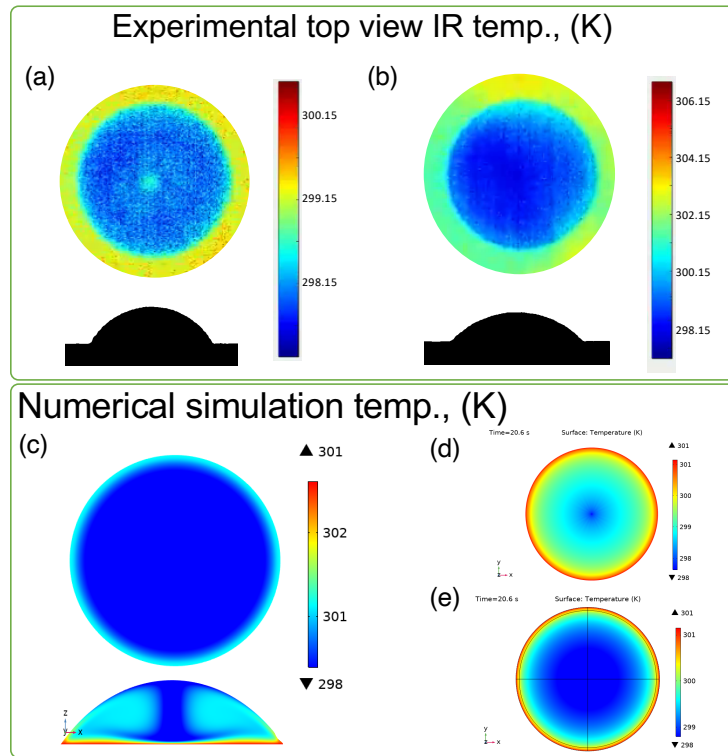 Experimental top view IR temp., (K)
(a)
300.15
299.15
298.15
(b)
306.15
304.15
302.15
300.15
298.15
Numerical simulation temp., (K)
(c)
301
302
301
298
z
y x
(d)
Time=20.6 s Surface: Temperature (K)
301
301
300
299
298
298
y
z x
(e)
Time=20.6 s Surface: Temperature (K)
301
301
300
299
298
298
y
z x